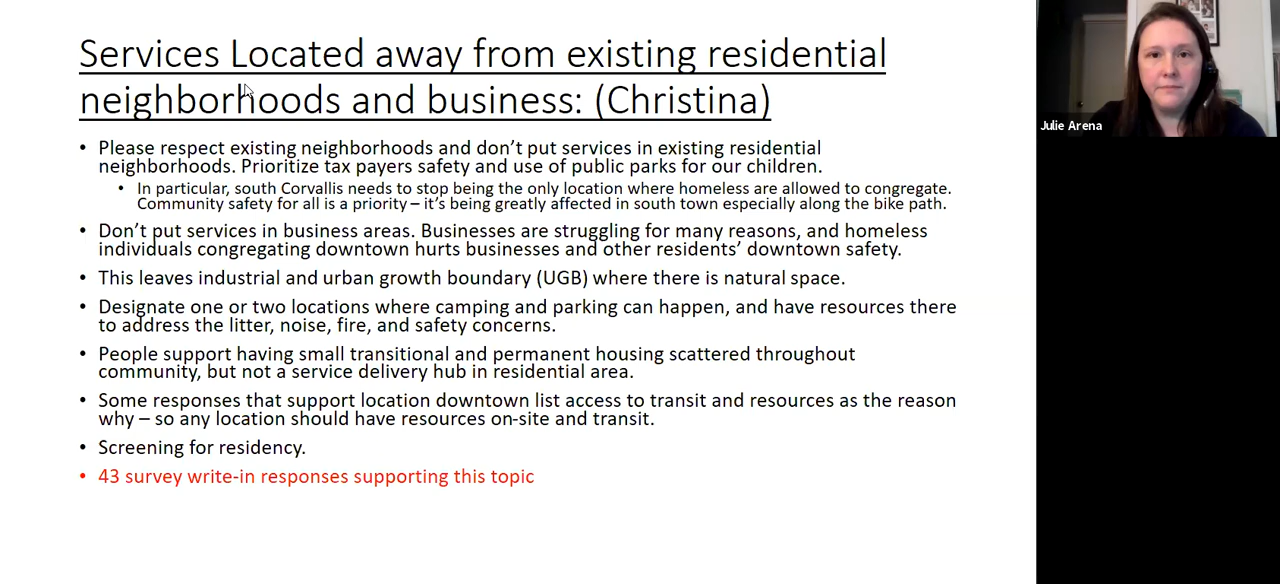 Services Located away from existing residential
neighborhoods and business: (Christina)
• Please respect existing neighborhoods and don't put services in existing residential
neighborhoods. Prioritize tax payers safety and use of public parks for our children.
• In particular, south Corvallis needs to stop being the only location where homeless are allowed to congregate.
Community safety for all is a priority – it's being greatly affected in south town especially along the bike path.
• Don't put services in business areas. Businesses are struggling for many reasons, and homeless
individuals congregating downtown hurts businesses and other residents' downtown safety.
• This leaves industrial and urban growth boundary (UGB) where there is natural space.
• Designate one or two locations where camping and parking can happen, and have resources there
to address the litter, noise, fire, and safety concerns.
• People support having small transitional and permanent housing scattered throughout
community, but not a service delivery hub in residential area.
• Some responses that support location downtown list access to transit and resources as the reason
why – so any location should have resources on-site and transit.
• Screening for residency.
• 43 survey write-in responses supporting this topic
Julie Arena